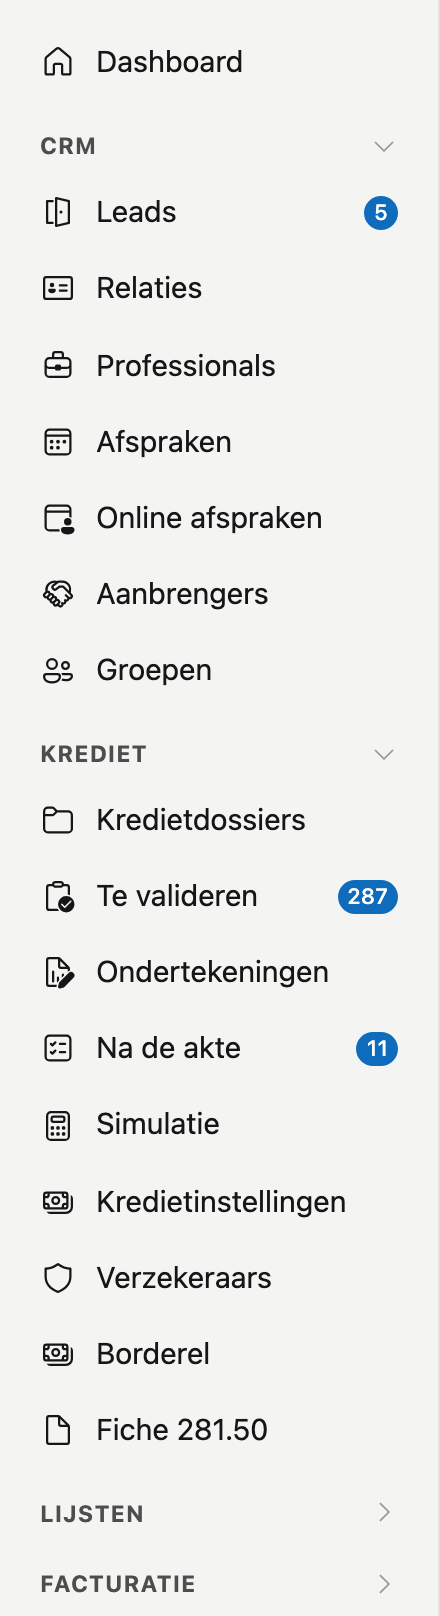 Dashboard
CRM
Leads 5
Relaties
Professionals
Afspraken
Online afspraken
Aanbrengers
Groepen
KREDIET
Kredietdossiers
Te valideren 287
Ondertekeningen
Na de akte 11
Simulatie
Kredietinstellingen
Verzekeraars
Borderel
Fiche 281.50
LIJSTEN
FACTURATIE